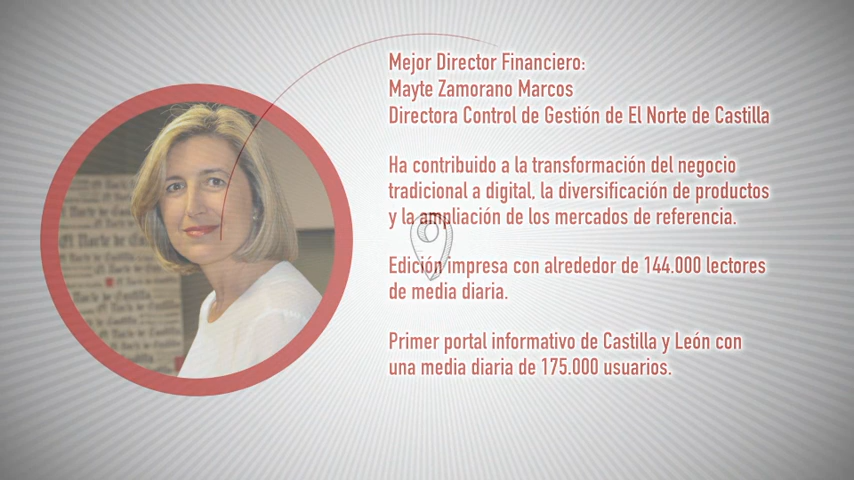 Mejor Director Financiero:
Mayte Zamorano Marcos
Directora Control de Gestión de El Norte de Castilla
Ha contribuido a la transformación del negocio
tradicional a digital, la diversificación de productos
y la ampliación de los mercados de referencia.
Edición impresa con alrededor de 144.000 lectores
de media diaria.
Primer portal informativo de Castilla y León con
una media diaria de 175.000 usuarios.